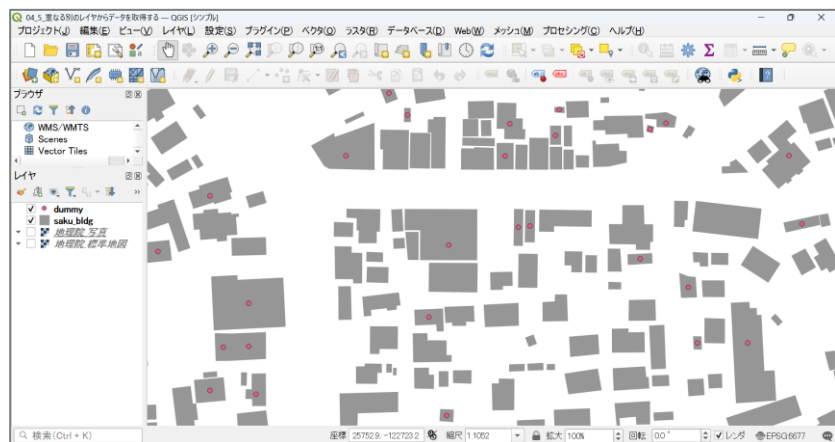 04_5_重なる別のレイヤからデータを取得する — QGIS [シンプル]
プロジェクト(J) 編集(E) ビュー(V) レイヤ(L) 設定(S) プラグイン(P) ベクタ(O) ラスタ(R) データベース(D) Web(W) メッシュ(M) プロセシング(C) ヘルプ(H)
ブラウザ
WMS/WMTS
Scenes
Vector Tiles
レイヤ
dummy
saku_bldg
地理院_写真
地理院_標準地図
検索(Ctrl + K)
座標 25752.9, -122723.2 縮尺 1:1052 拡大 100% 回転 0.0 ° レンダ EPSG:6677